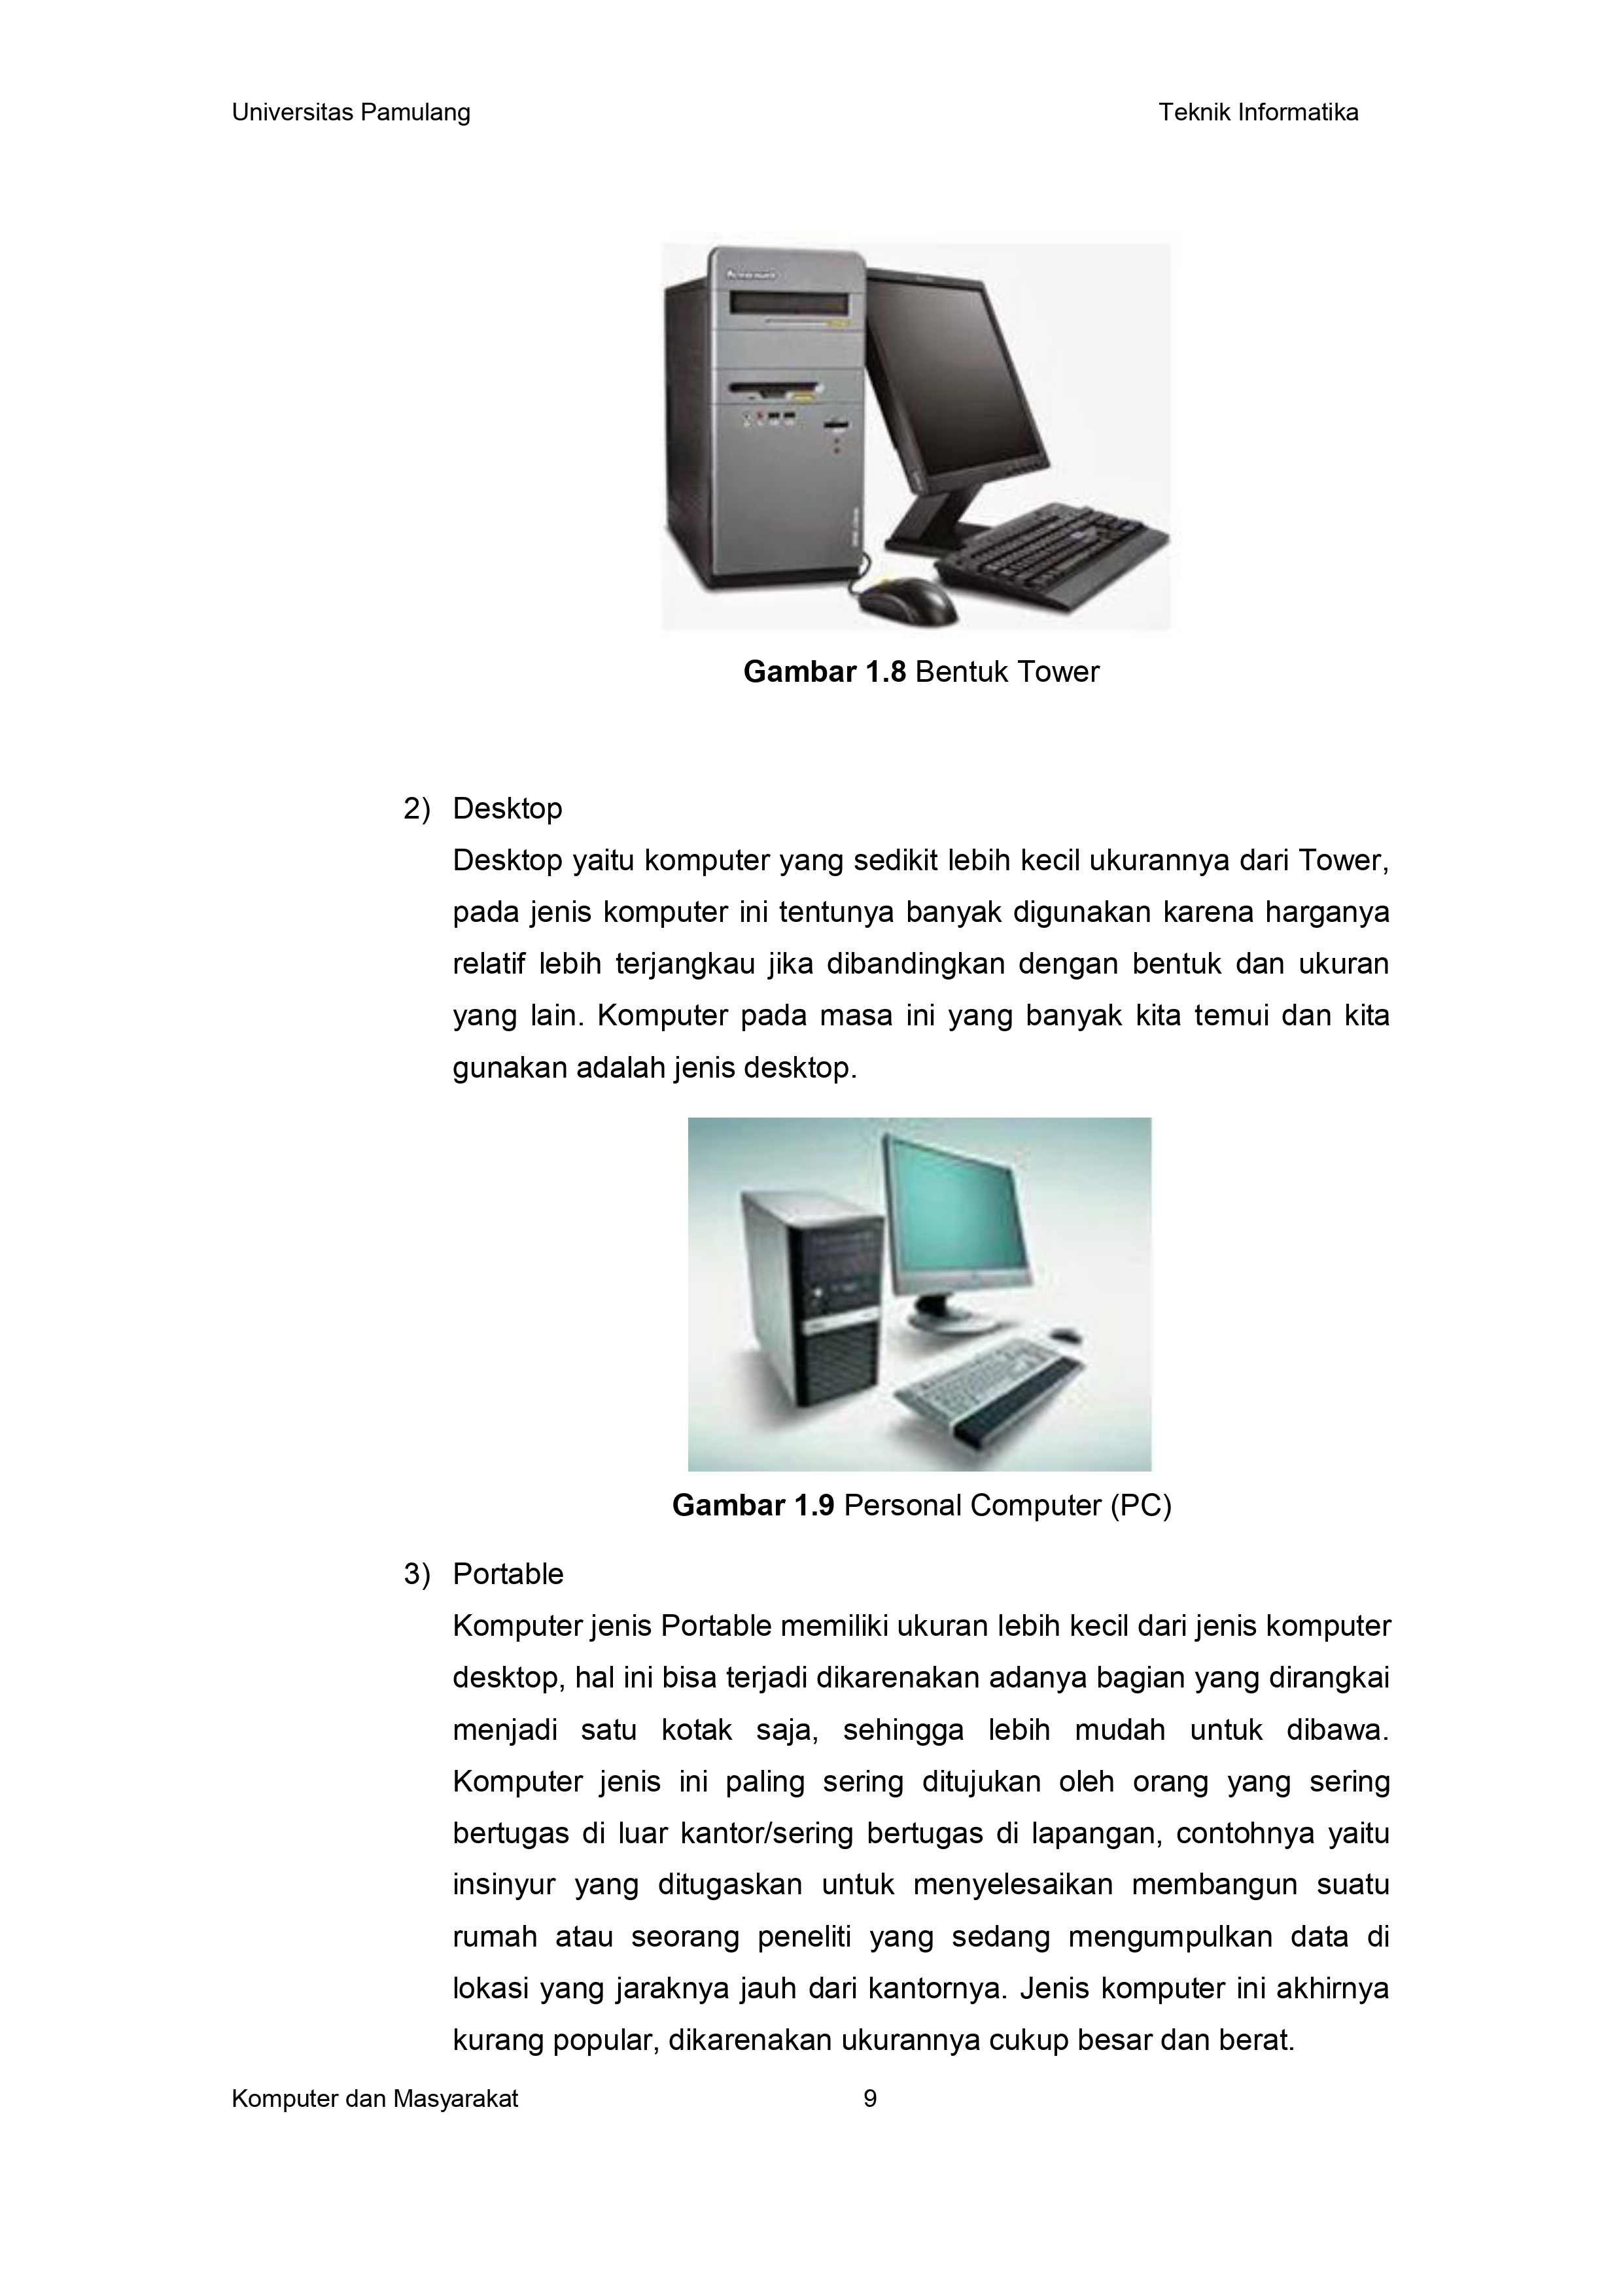 Universitas Pamulang Teknik Informatika
Gambar 1.8 Bentuk Tower
2) Desktop
Desktop yaitu komputer yang sedikit lebih kecil ukurannya dari Tower,
pada jenis komputer ini tentunya banyak digunakan karena harganya
relatif lebih terjangkau jika dibandingkan dengan bentuk dan ukuran
yang lain. Komputer pada masa ini yang banyak kita temui dan kita
gunakan adalah jenis desktop.
Gambar 1.9 Personal Computer (PC)
3) Portable
Komputer jenis Portable memiliki ukuran lebih kecil dari jenis komputer
desktop, hal ini bisa terjadi dikarenakan adanya bagian yang dirangkai
menjadi satu kotak saja, sehingga lebih mudah untuk dibawa.
Komputer jenis ini paling sering ditujukan oleh orang yang sering
bertugas di luar kantor/sering bertugas di lapangan, contohnya yaitu
insinyur yang ditugaskan untuk menyelesaikan membangun suatu
rumah atau seorang peneliti yang sedang mengumpulkan data di
lokasi yang jaraknya jauh dari kantornya. Jenis komputer ini akhirnya
kurang popular, dikarenakan ukurannya cukup besar dan berat.
Komputer dan Masyarakat 9